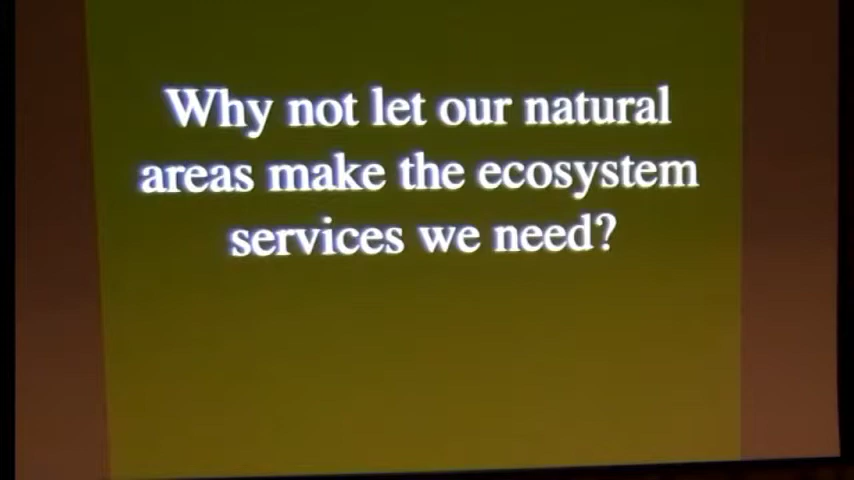 Why not let our natural
areas make the ecosystem
services we need?